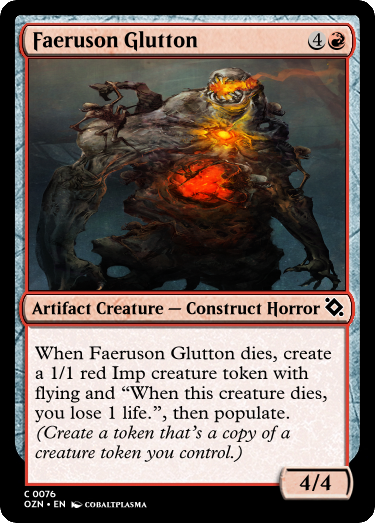 Faeruson Glutton 4
Artifact Creature — Construct Horror
When Faeruson Glutton dies, create
a 1/1 red Imp creature token with
flying and “When this creature dies,
you lose 1 life.”, then populate.
(Create a token that’s a copy of a
creature token you control.)
4/4
C 0076
OZN • EN COBALTPLASMA